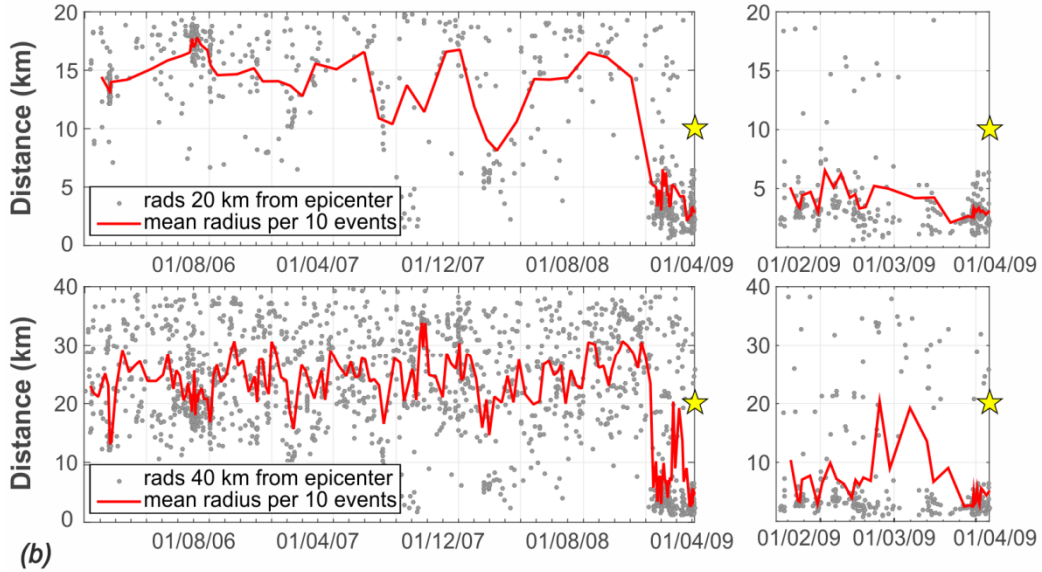 Distance (km)
20
15
10
5
0
rads 20 km from epicenter
mean radius per 10 events
01/08/06 01/04/07 01/12/07 01/08/08 01/04/09
20
15
10
5
01/02/09 01/03/09 01/04/09
Distance (km)
40
30
20
10
0
rads 40 km from epicenter
mean radius per 10 events
01/08/06 01/04/07 01/12/07 01/08/08 01/04/09
40
30
20
10
0
01/02/09 01/03/09 01/04/09
(b)